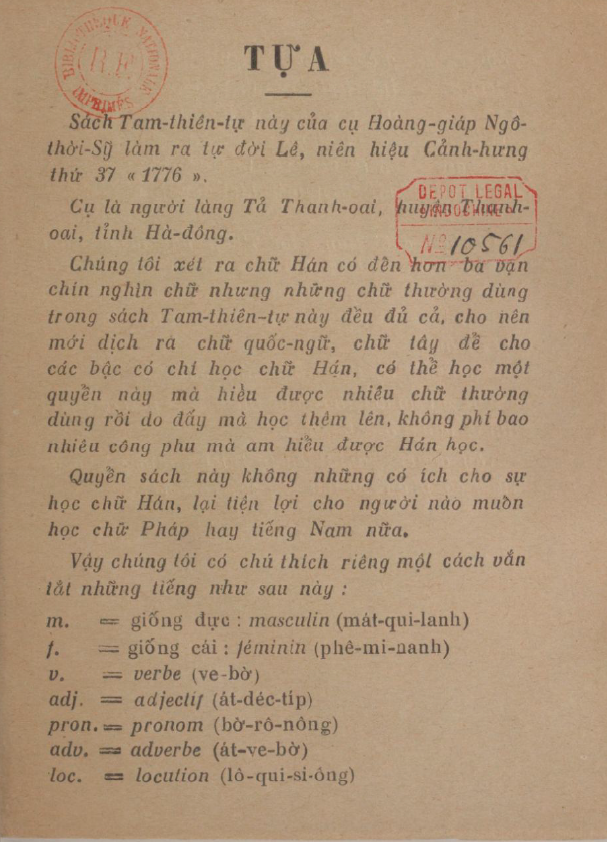 BIBLIOTHÈQUE NATIONALE
R.F.
IMPRIMÉS
TỰA
Sách Tam-thiên-tự này của cụ Hoàng-giáp Ngô-
thời-Sỹ làm ra tự đời Lê, niên hiệu Cảnh-hưng
thứ 37 « 1776 ».
Cụ là người làng Tả Thanh-oai, huyện Thanh-
oai, tỉnh Hà-đông.
DEPOT LEGAL
INDOCHINE
No 10561
Chúng tôi xét ra chữ Hán có đến hơn ba vạn
chín nghìn chữ nhưng những chữ thường dùng
trong sách Tam-thiên-tự này đều đủ cả, cho nên
mới dịch ra chữ quốc-ngữ, chữ tây để cho
các bậc có chí học chữ Hán, có thể học một
quyển này mà hiểu được nhiều chữ thường
dùng rồi do đấy mà học thêm lên, không phí bao
nhiêu công phu mà am hiểu được Hán học.
Quyển sách này không những có ích cho sự
học chữ Hán, lại tiện lợi cho người nào muốn
học chữ Pháp hay tiếng Nam nữa.
Vậy chúng tôi có chú thích riêng một cách vắn
tắt những tiếng như sau này :
m. = giống đực : masculin (mát-qui-lanh)
f. = giống cái : féminin (phê-mi-nanh)
v. = verbe (ve-bờ)
adj. = adjectif (át-déc-típ)
pron. = pronom (bờ-rô-nông)
adv. = adverbe (át-ve-bờ)
loc. = locution (lô-qui-si-ông)